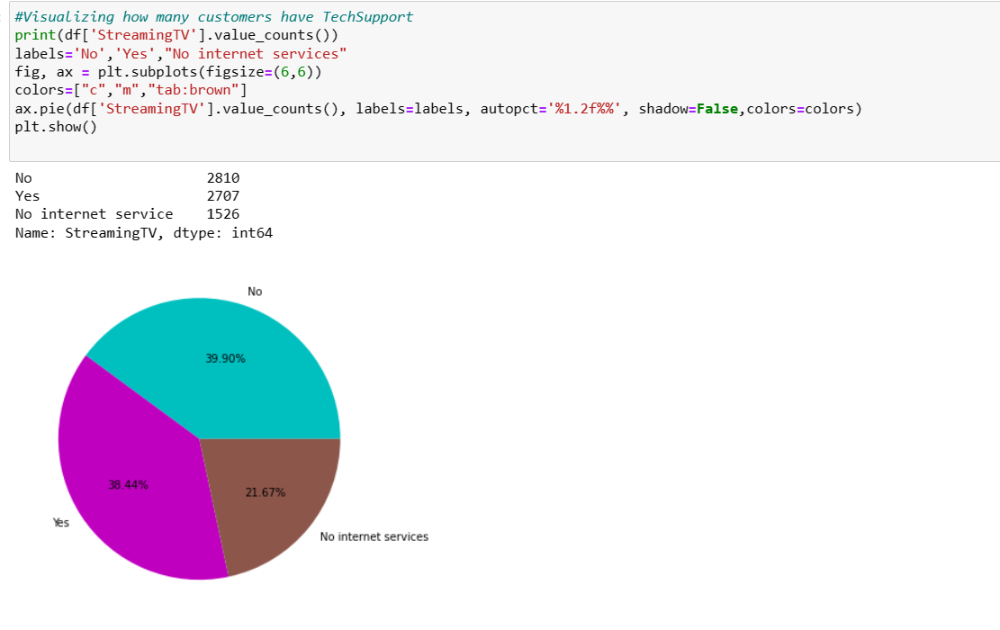 #Visualizing how many customers have TechSupport
print(df['StreamingTV'].value_counts())
labels='No','Yes',"No internet services"
fig, ax = plt.subplots(figsize=(6,6))
colors=["c","m","tab:brown"]
ax.pie(df['StreamingTV'].value_counts(), labels=labels, autopct='%1.2f%%', shadow=False,colors=colors)
plt.show()
No 2810
Yes 2707
No internet service 1526
Name: StreamingTV, dtype: int64
No
39.90%
38.44%
21.67%
Yes
No internet services